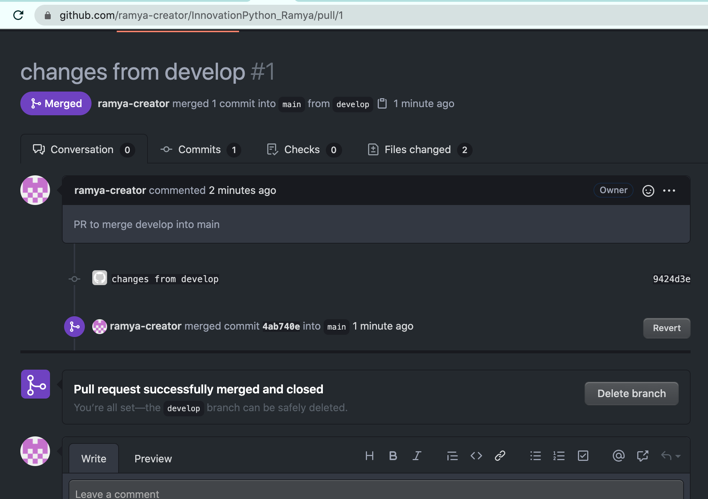 github.com/ramya-creator/InnovationPython_Ramya/pull/1
changes from develop #1
Merged ramya-creator merged 1 commit into main from develop 1 minute ago
Conversation 0 Commits 1 Checks 0 Files changed 2
ramya-creator commented 2 minutes ago Owner
PR to merge develop into main
changes from develop 9424d3e
ramya-creator merged commit 4ab740e into main 1 minute ago Revert
Pull request successfully merged and closed
You're all set—the develop branch can be safely deleted.
Delete branch
Write Preview H B I
Leave a comment